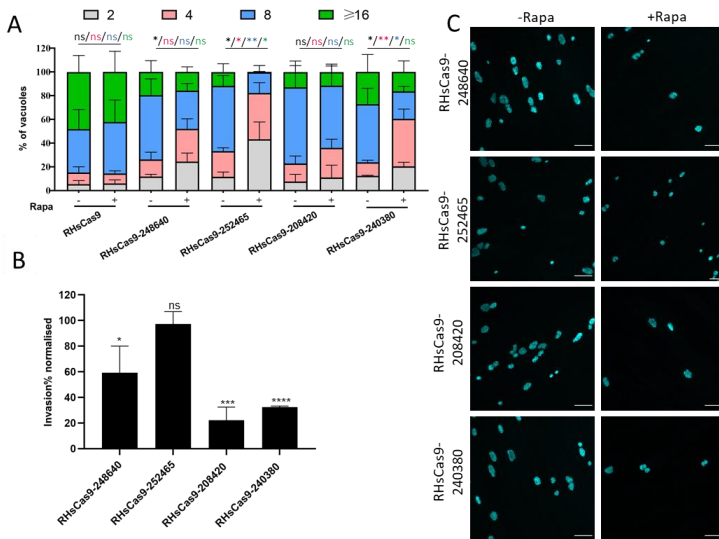 A
2 4 8 ⩾16
ns/ns/ns/ns */ns/ns/ns */*/**/* ns/ns/ns/ns */**/*/ns
% of vacuoles
120
100
80
60
40
20
0
Rapa - + - + - + - + - +
RHsCas9
RHsCas9-248640
RHsCas9-252465
RHsCas9-208420
RHsCas9-240380
B
Invasion% normalised
120
100
80
60
40
20
0
* ns *** ****
RHsCas9-248640
RHsCas9-252465
RHsCas9-208420
RHsCas9-240380
C
-Rapa +Rapa
RHsCas9-
248640
RHsCas9-
252465
RHsCas9-
208420
RHsCas9-
240380